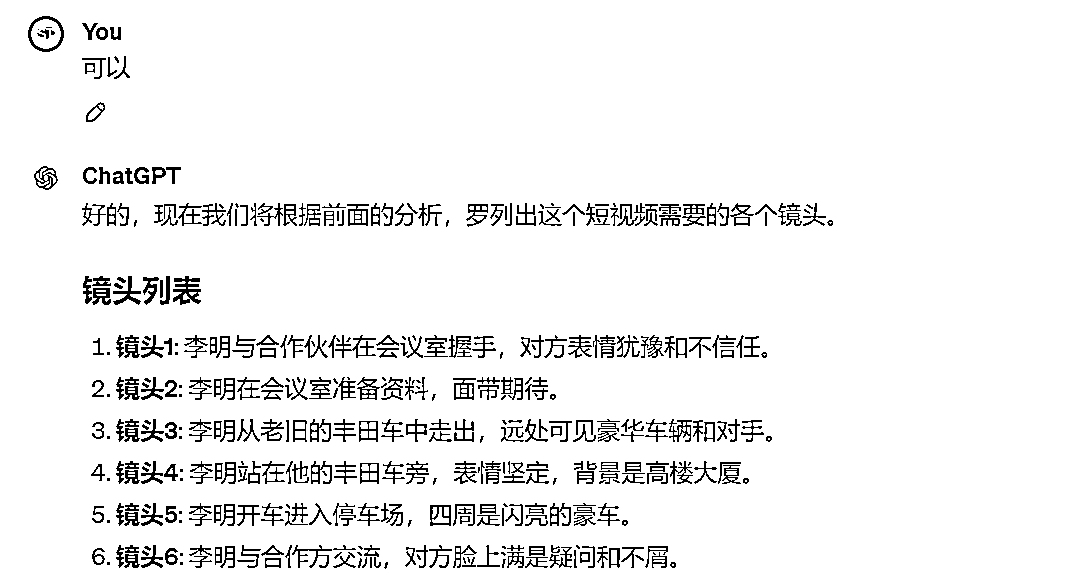 You
可以
ChatGPT
好的，现在我们将根据前面的分析，罗列出这个短视频需要的各个镜头。
镜头列表
1. 镜头1: 李明与合作伙伴在会议室握手，对方表情犹豫和不信任。
2. 镜头2: 李明在会议室准备资料，面带期待。
3. 镜头3: 李明从老旧的丰田车中走出，远处可见豪华车辆和对手。
4. 镜头4: 李明站在他的丰田车旁，表情坚定，背景是高楼大厦。
5. 镜头5: 李明开车进入停车场，四周是闪亮的豪车。
6. 镜头6: 李明与合作方交流，对方脸上满是疑问和不屑。